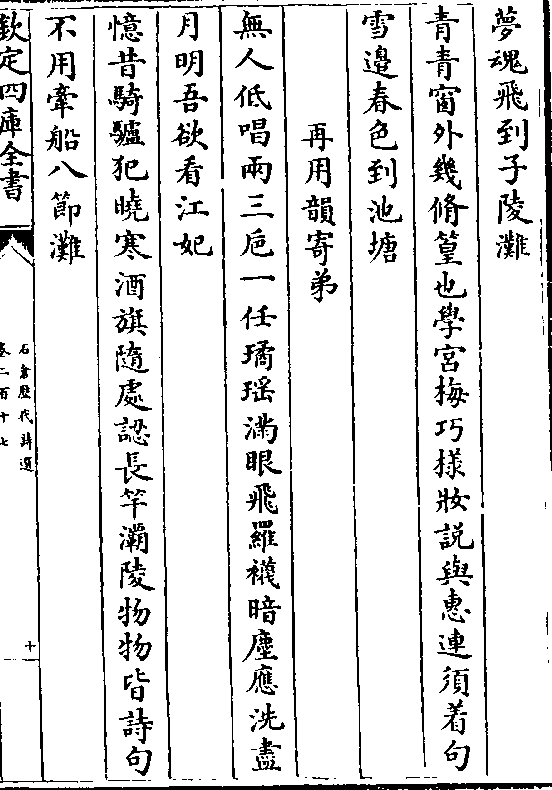 夢魂飛到子陵灘
青青窗外幾脩篁也學宮梅巧様妝説與惠連須着句
雪邉春色到池塘
再用韻寄弟
無人低唱兩三巵一任璚瑶滿眼飛羅襪暗塵應洗盡
月明吾欲看江妃
憶昔騎驢犯曉寒酒旗隨處認長竿灞陵物物皆詩句
不用牽船八節灘
欽定四庫全書
石倉歴代詩選
卷二百十七
十